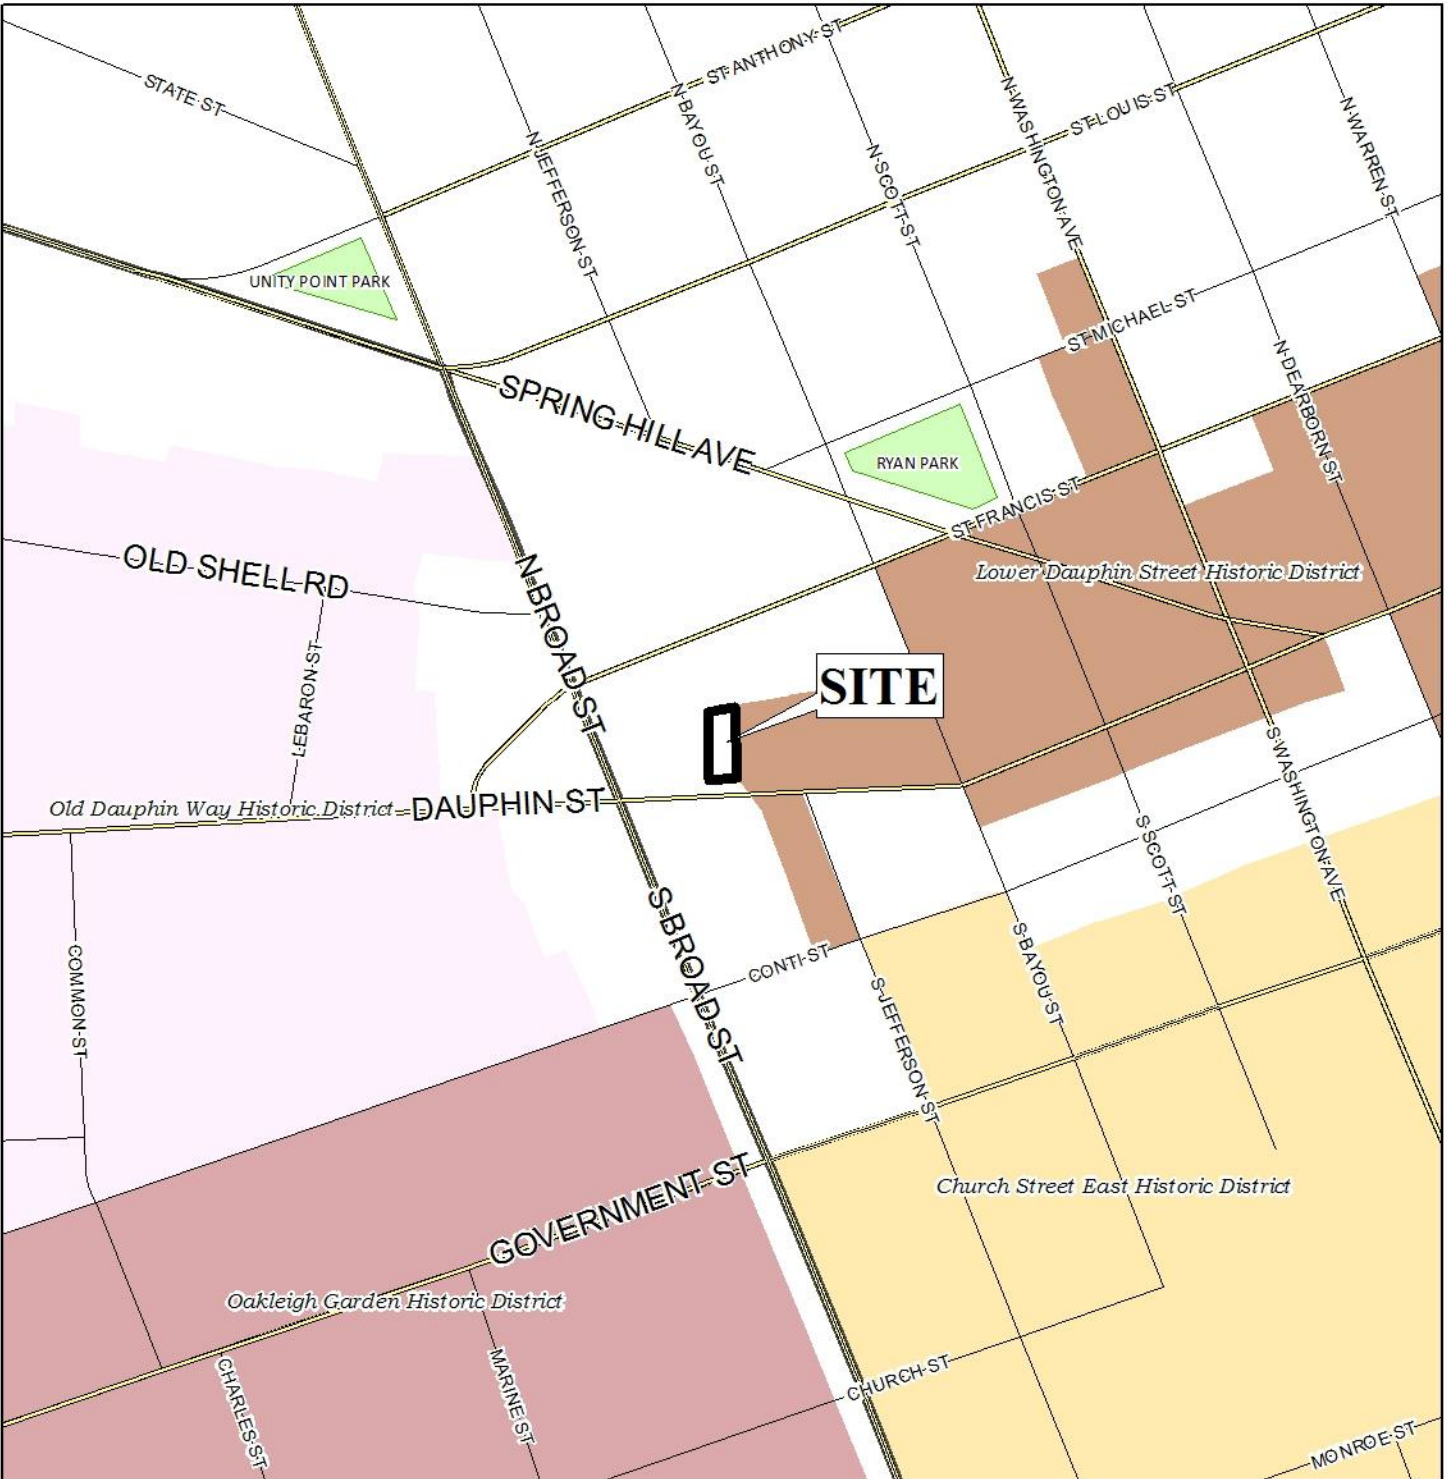 ST ANTHONY ST
STATE ST
N BAYOU ST
N WASHINGTON AVE
ST LOUIS ST
N WARREN ST
N JEFFERSON ST
N SCOTT ST
UNITY POINT PARK
ST MICHAEL ST
SPRING HILL AVE
N DEARBORN ST
RYAN PARK
ST FRANCIS ST
OLD SHELL RD
N BROAD ST
Lower Dauphin Street Historic District
LEBARON ST
SITE
Old Dauphin Way Historic District
DAUPHIN ST
S WASHINGTON AVE
S SCOTT ST
S BROAD ST
COMMON ST
CONTI ST
S BAYOU ST
S JEFFERSON ST
GOVERNMENT ST
Church Street East Historic District
Oakleigh Garden Historic District
CHARLES ST
MARINE ST
CHURCH ST
MONROE ST